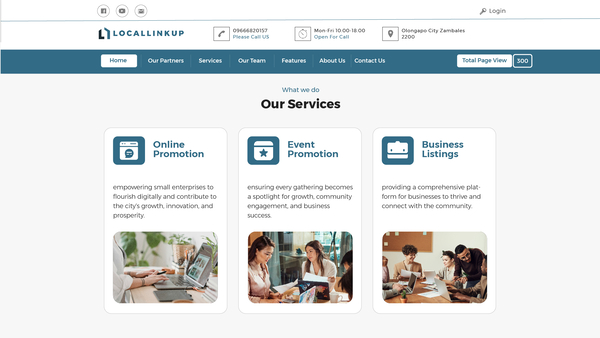 Login
LOCALLINKUP
09666820157
Please Call US
Mon-Fri 10:00-18:00
Open For Call
Olongapo City Zambales
2200
Home
Our Partners
Services
Our Team
Features
About Us
Contact Us
Total Page View
300
What we do
Our Services
Online
Promotion
empowering small enterprises to
flourish digitally and contribute to
the city's growth, innovation, and
prosperity.
Event
Promotion
ensuring every gathering becomes
a spotlight for growth, community
engagement, and business
success.
Business
Listings
providing a comprehensive plat-
form for businesses to thrive and
connect with the community.